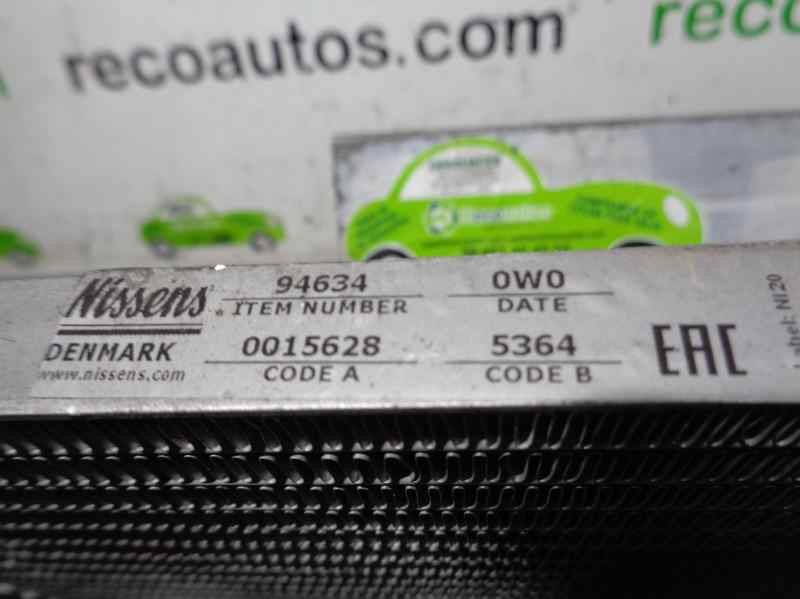 recoautos.com
reco
Nissens
94634
0W0
® ITEM NUMBER
DATE
DENMARK
0015628
5364
EAC
www.nissens.com
CODE A
CODE B
Label: NI20